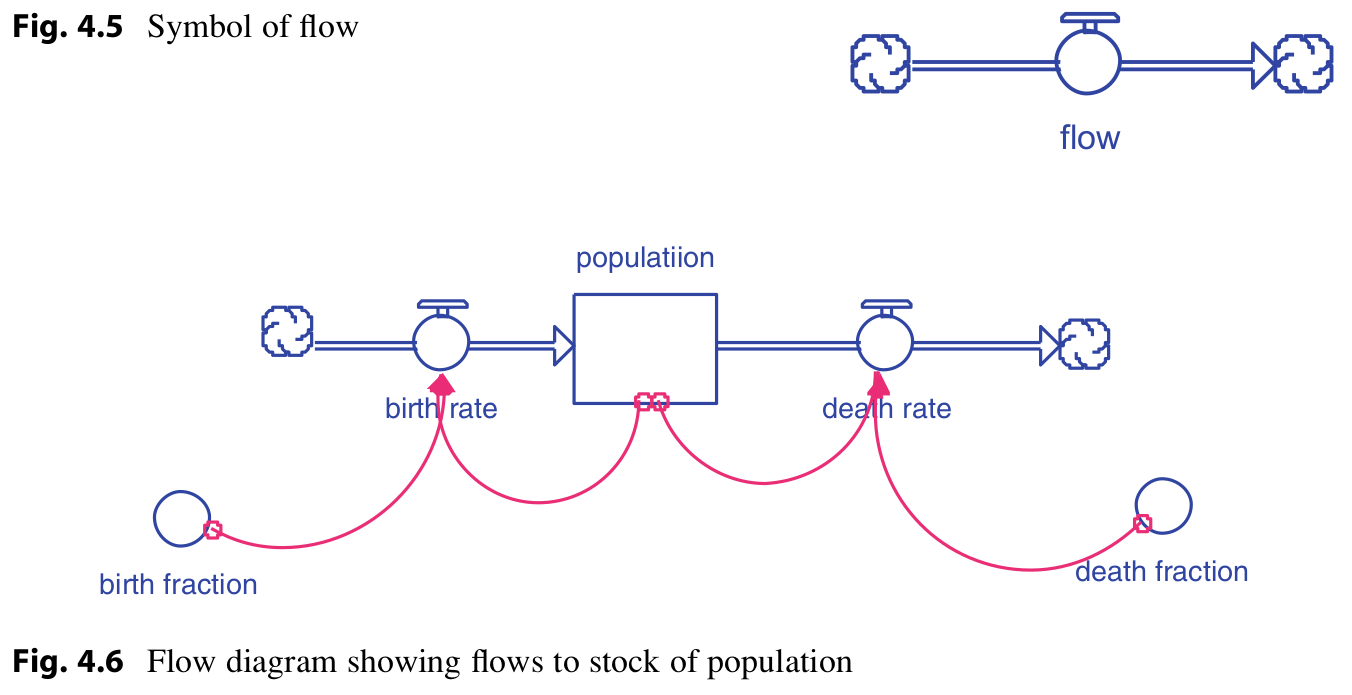 Fig. 4.5 Symbol of flow
flow
populatiion
birth rate
death rate
birth fraction
death fraction
Fig. 4.6 Flow diagram showing flows to stock of population